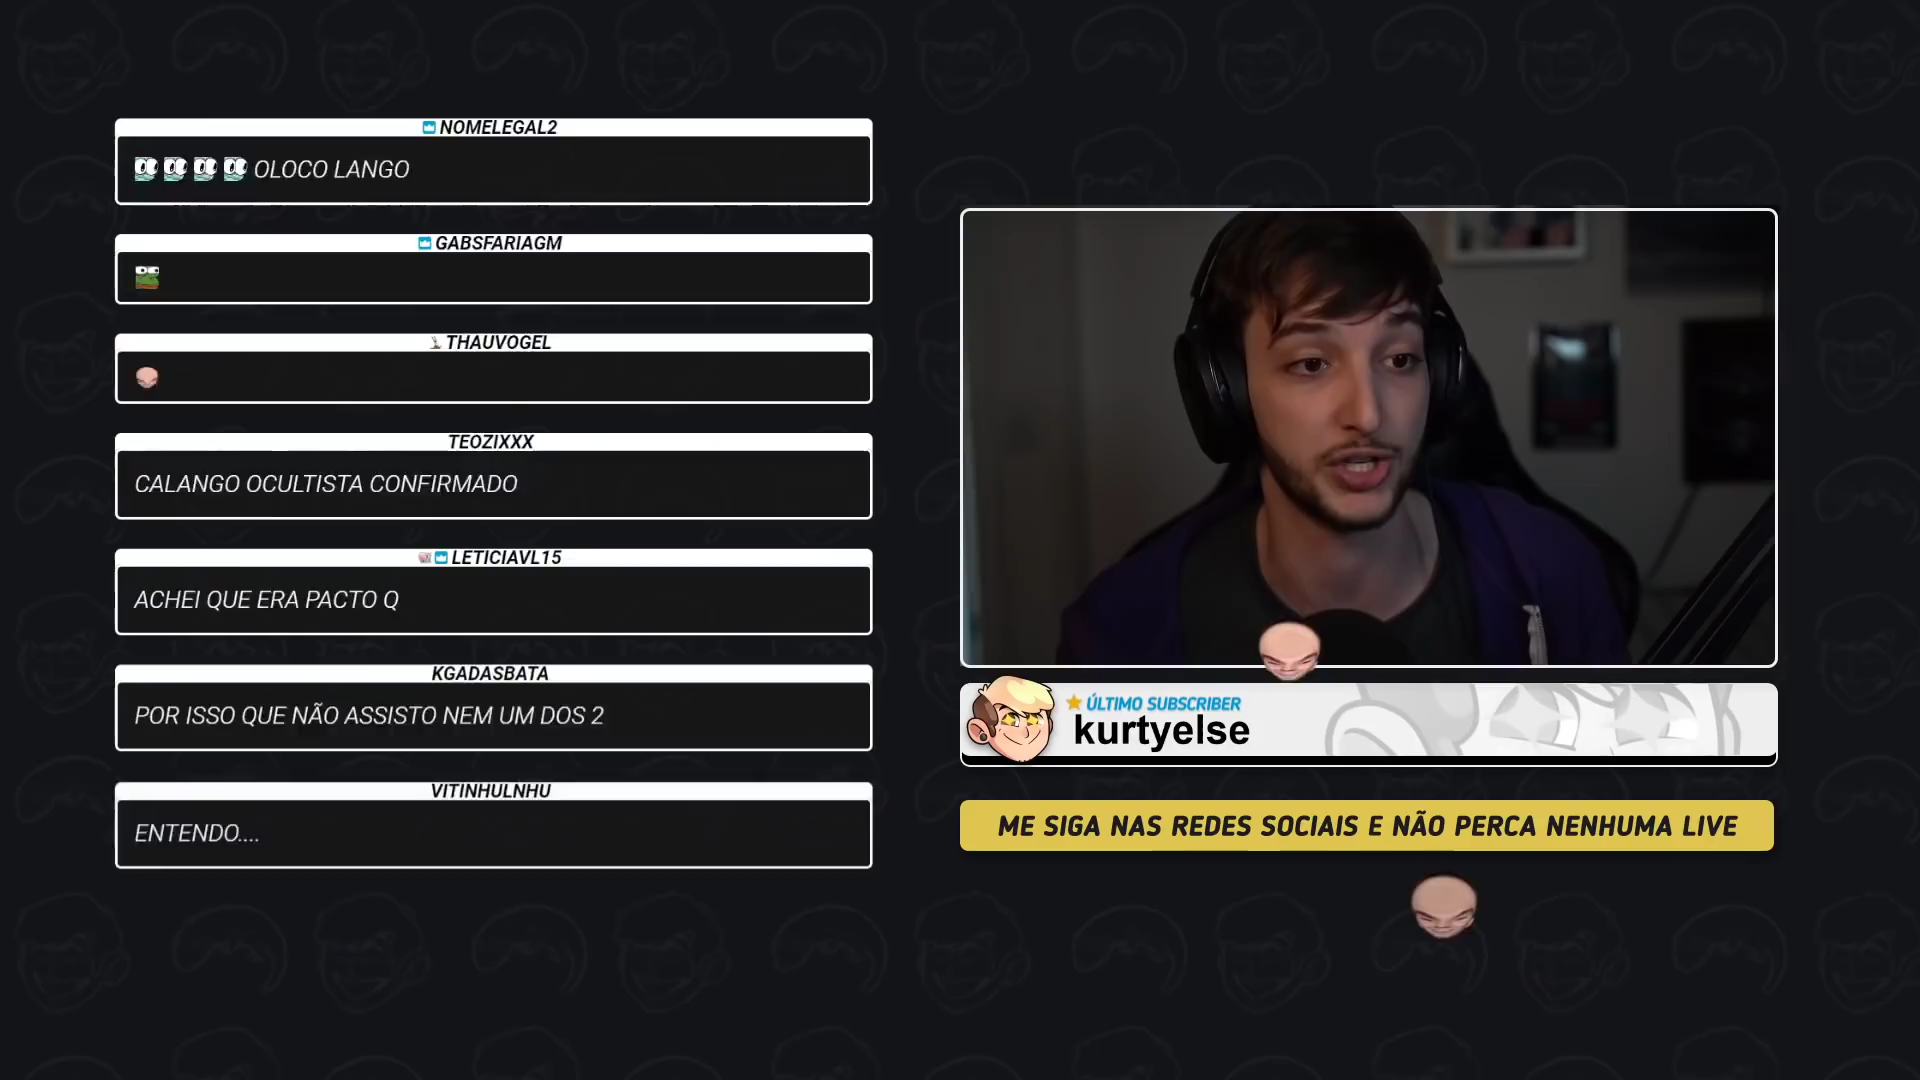 NOMELEGAL2
OLOCO LANGO
GABSFARIAGM
THAUVOGEL
TEOZIXXX
CALANGO OCULTISTA CONFIRMADO
LETICIAVL15
ACHEI QUE ERA PACTO Q
KGADASBATA
POR ISSO QUE NÃO ASSISTO NEM UM DOS 2
VITINHULNHU
ENTENDO....
ÚLTIMO SUBSCRIBER
kurtyelse
ME SIGA NAS REDES SOCIAIS E NÃO PERCA NENHUMA LIVE